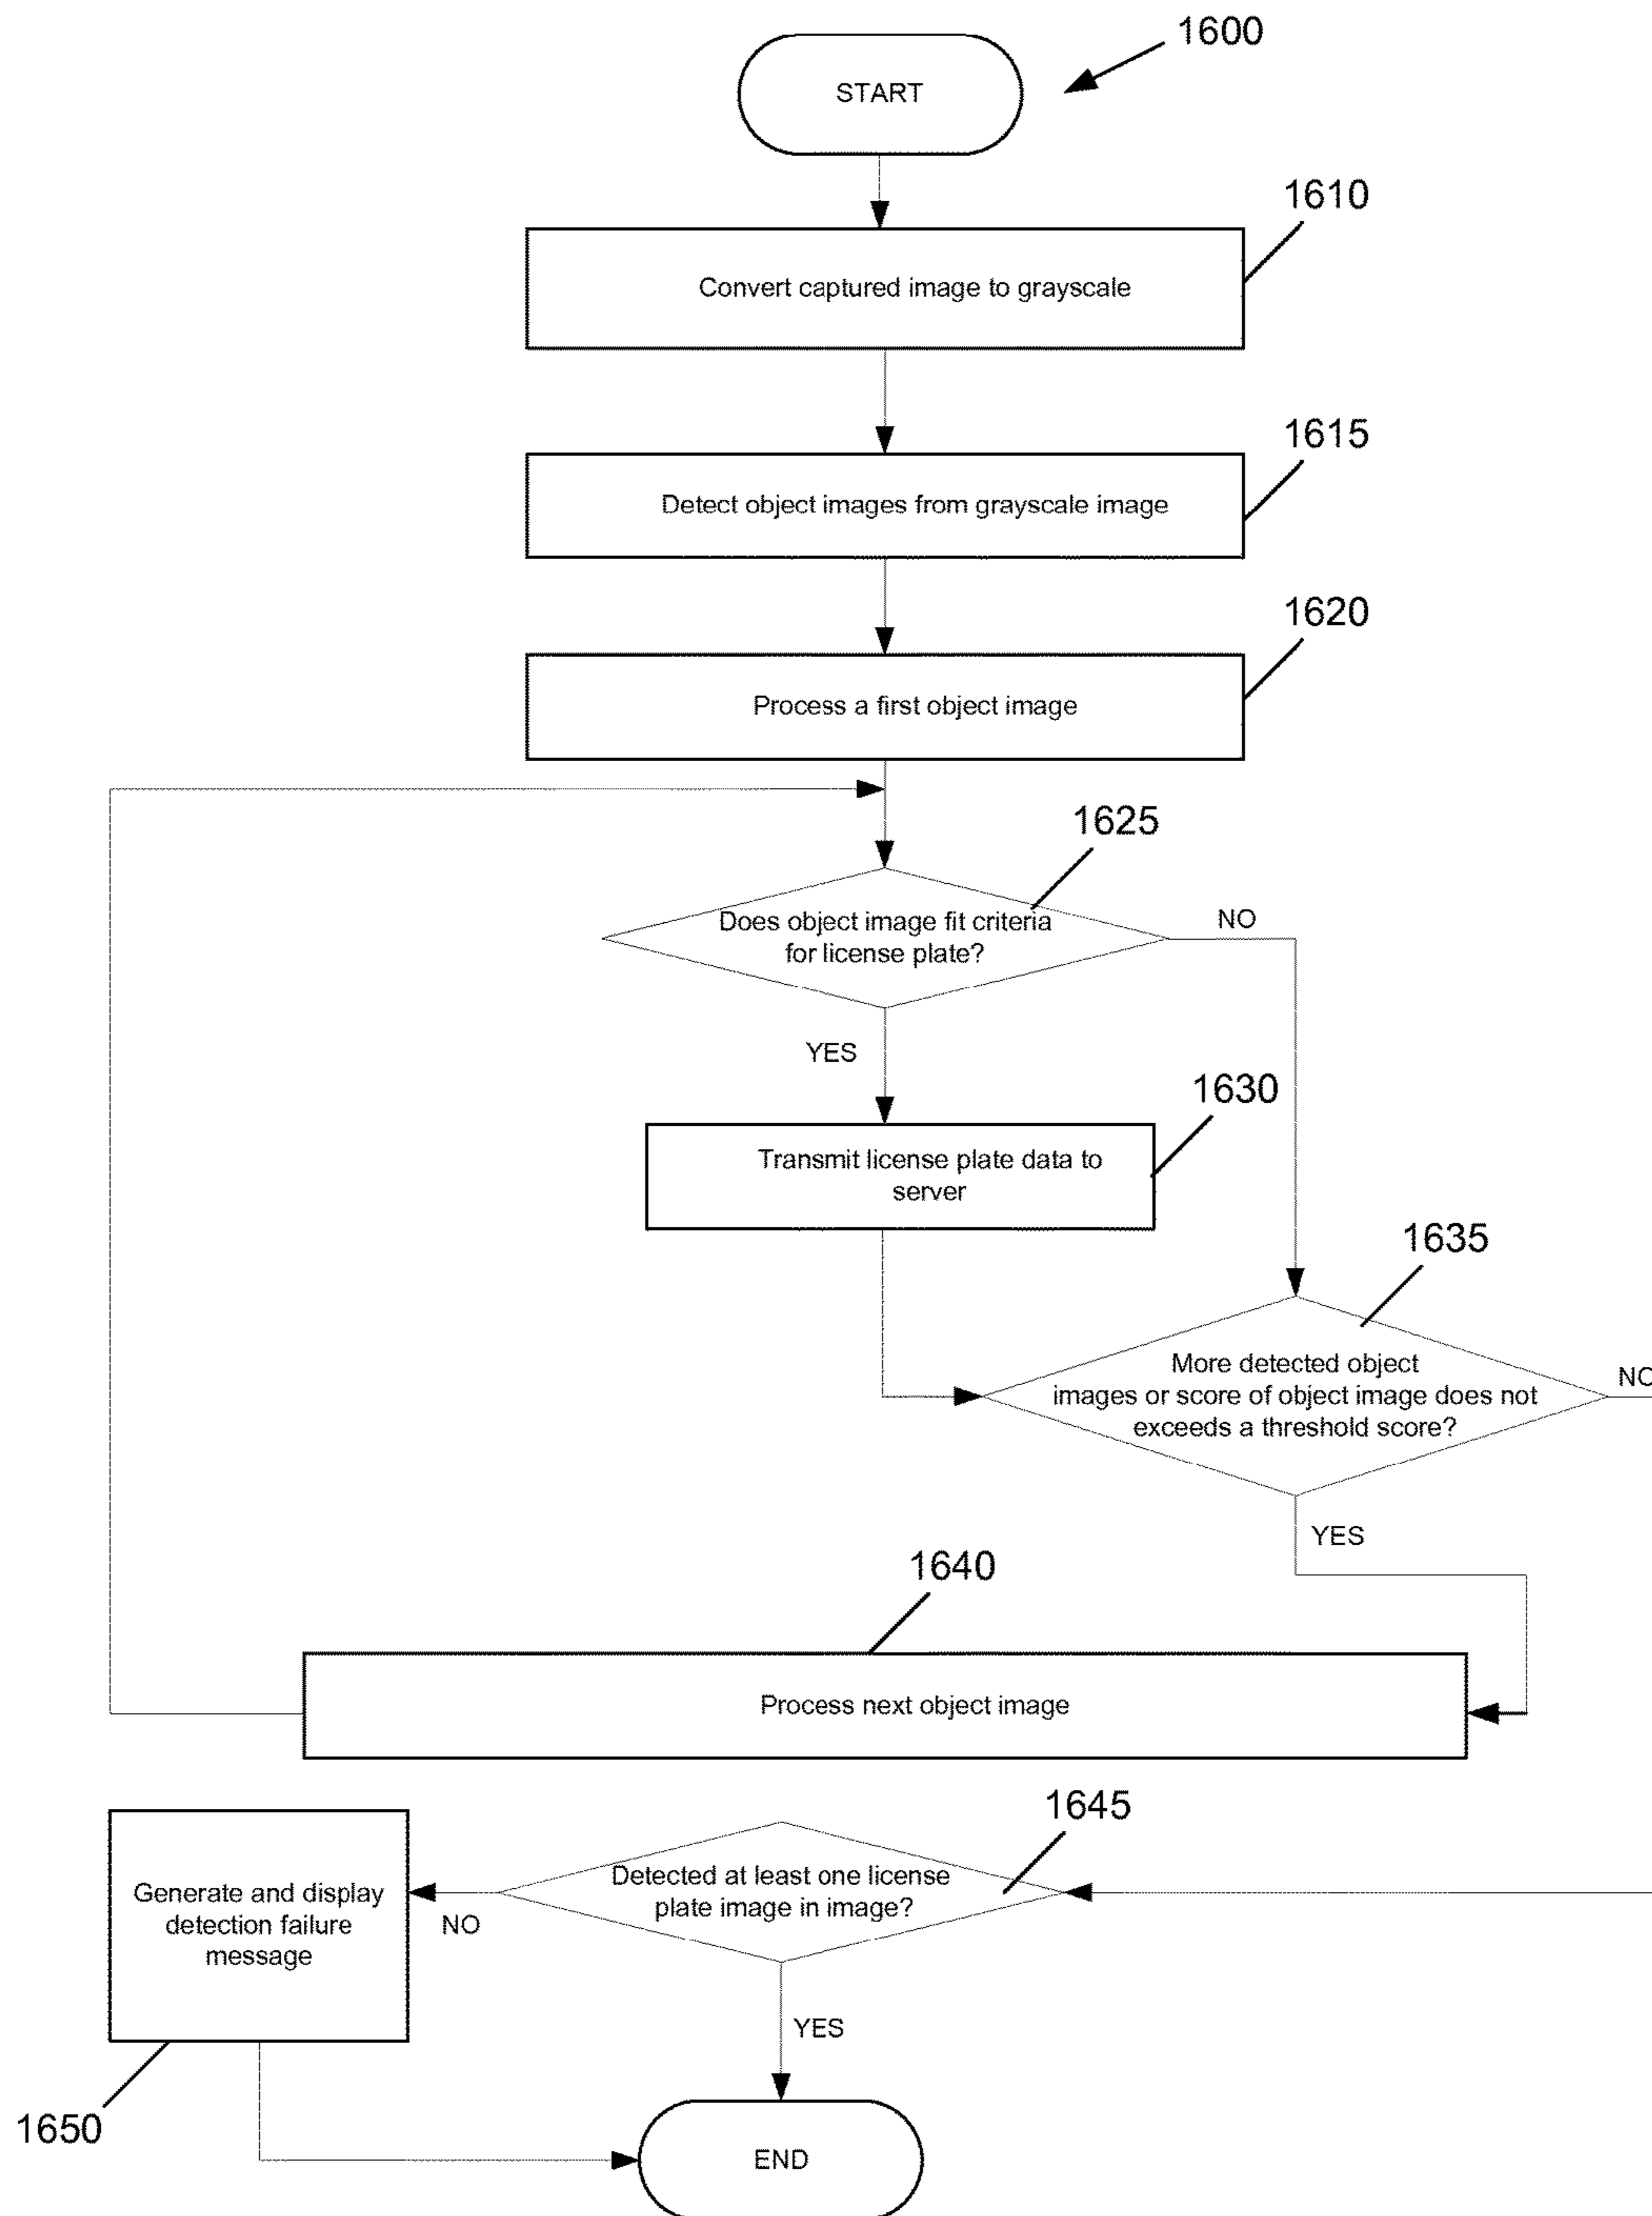 1600
START
1610
Convert captured image to grayscale
1615
Detect object images from grayscale image
1620
Process a first object image
1625
Does object image fit criteria
for license plate?
NO
YES
1630
Transmit license plate data to
server
1635
More detected object
images or score of object image does not
exceeds a threshold score?
NO
YES
1640
Process next object image
1645
Detected at least one license
plate image in image?
Generate and display
detection failure
message
NO
YES
1650
END